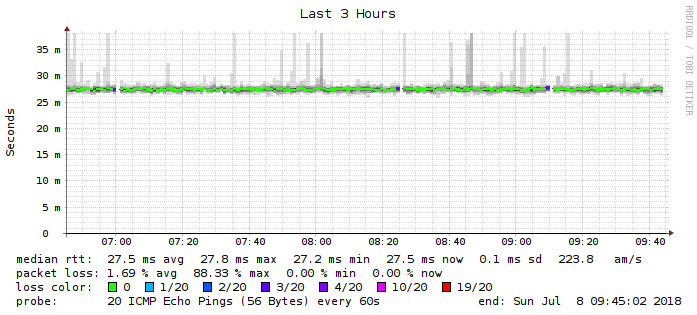 Last 3 Hours
RRDTOOL / TOBI OETIKER
Seconds
35 m
30 m
25 m
20 m
15 m
10 m
5 m
0
07:00 07:20 07:40 08:00 08:20 08:40 09:00 09:20 09:40
median rtt: 27.5 ms avg 27.8 ms max 27.2 ms min 27.5 ms now 0.1 ms sd 223.8 am/s
packet loss: 1.69 % avg 88.33 % max 0.00 % min 0.00 % now
loss color: 0 1/20 2/20 3/20 4/20 10/20 19/20
probe: 20 ICMP Echo Pings (56 Bytes) every 60s end: Sun Jul 8 09:45:02 2018